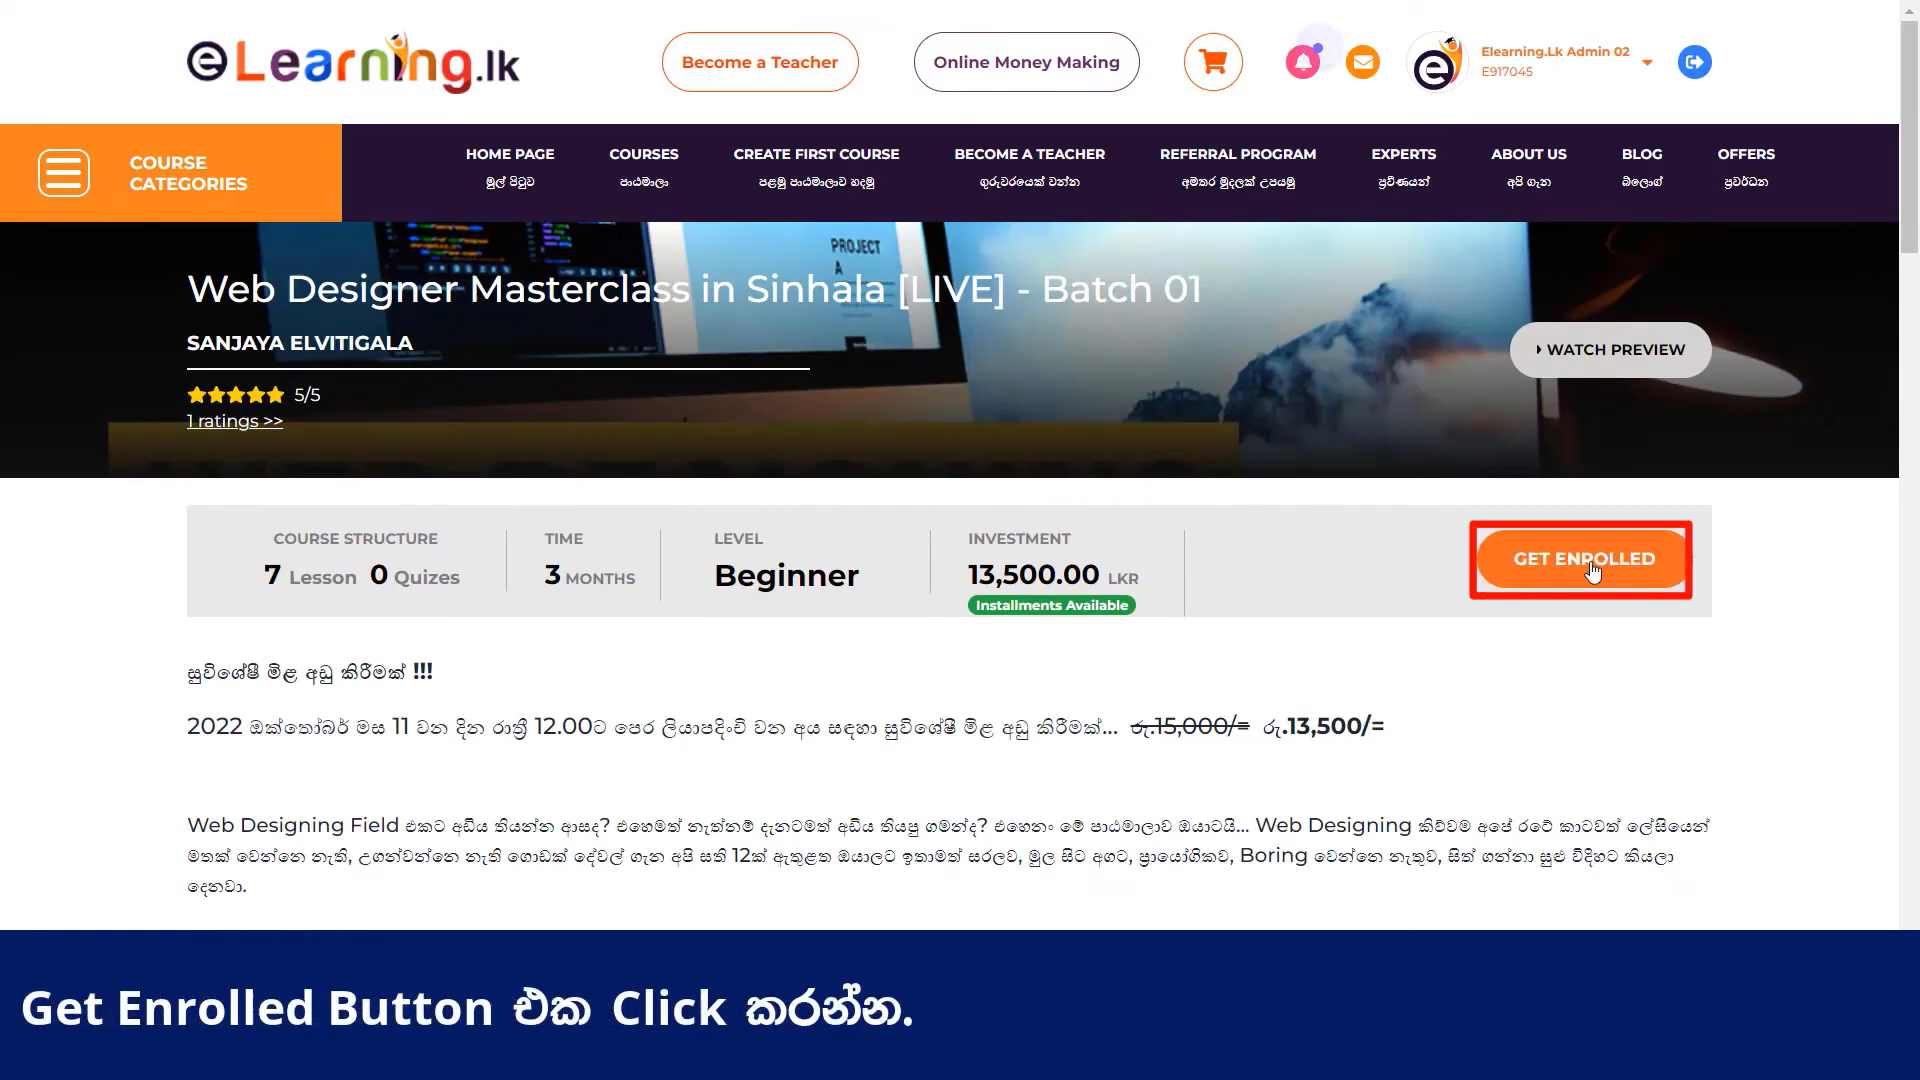 eLearning.lk
Become a Teacher
Online Money Making
Elearning.Lk Admin 02
E917045
COURSE
CATEGORIES
HOME PAGE
COURSES
CREATE FIRST COURSE
BECOME A TEACHER
REFERRAL PROGRAM
EXPERTS
ABOUT US
BLOG
OFFERS
මුල් පිටුව
පාඨමාලා
පළමු පාඨමාලාව හදමු
ගුරුවරයෙක් වන්න
අමතර මුදලක් උපයමු
ප්‍රවීණයන්
අපි ගැන
බ්ලොග්
ප්‍රවර්ධන
PROJECT
A
Web Designer Masterclass in Sinhala [LIVE] - Batch 01
SANJAYA ELVITIGALA
WATCH PREVIEW
5/5
1 ratings >>
COURSE STRUCTURE
7 Lesson 0 Quizes
TIME
3 MONTHS
LEVEL
Beginner
INVESTMENT
13,500.00 LKR
Installments Available
GET ENROLLED
සුවිශේෂී මිළ අඩු කිරීමක් !!!
2022 ඔක්තෝබර් මස 11 වන දින රාත්‍රී 12.00ට පෙර ලියාපදිංචි වන අය සඳහා සුවිශේෂී මිළ අඩු කිරීමක්... රු.15,000/= රු.13,500/=
Web Designing Field එකට අඩිය තියන්න ආසද? එහෙමත් නැත්නම් දැනටමත් අඩිය තියපු ගමන්ද? එහෙනං මේ පාඨමාලාව ඔයාටයි... Web Designing කිව්වම අපේ රටේ කාටවත් ලේසියෙන්
මතක් වෙන්නෙ නැති, උගන්වන්නෙ නැති ගොඩක් දේවල් ගැන අපි සති 12ක් ඇතුළත ඔයාලට ඉතාමත් සරලව, මුල සිට අගට, ප්‍රායෝගිකව, Boring වෙන්නෙ නැතුව, සිත් ගන්නා සුළු විදිහට කියලා
දෙනවා.
Get Enrolled Button එක Click කරන්න.